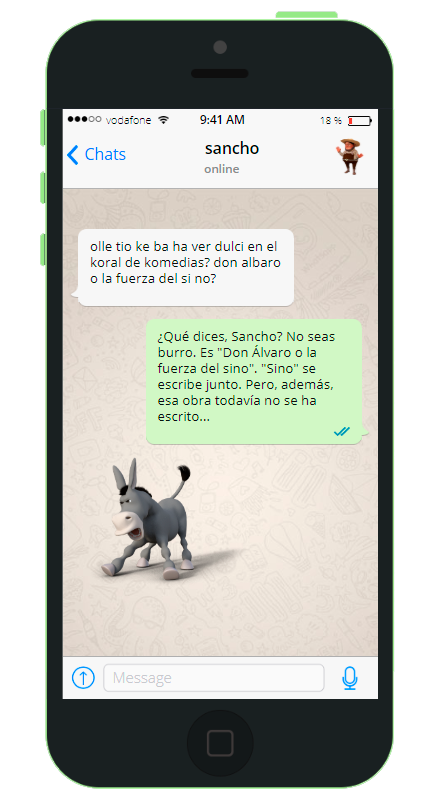 vodafone 9:41 AM 18 %
Chats sancho
online
olle tio ke ba ha ver dulci en el
koral de komedias? don albaro
o la fuerza del si no?
¿Qué dices, Sancho? No seas
burro. Es "Don Álvaro o la
fuerza del sino". "Sino" se
escribe junto. Pero, además,
esa obra todavía no se ha
escrito...
Message